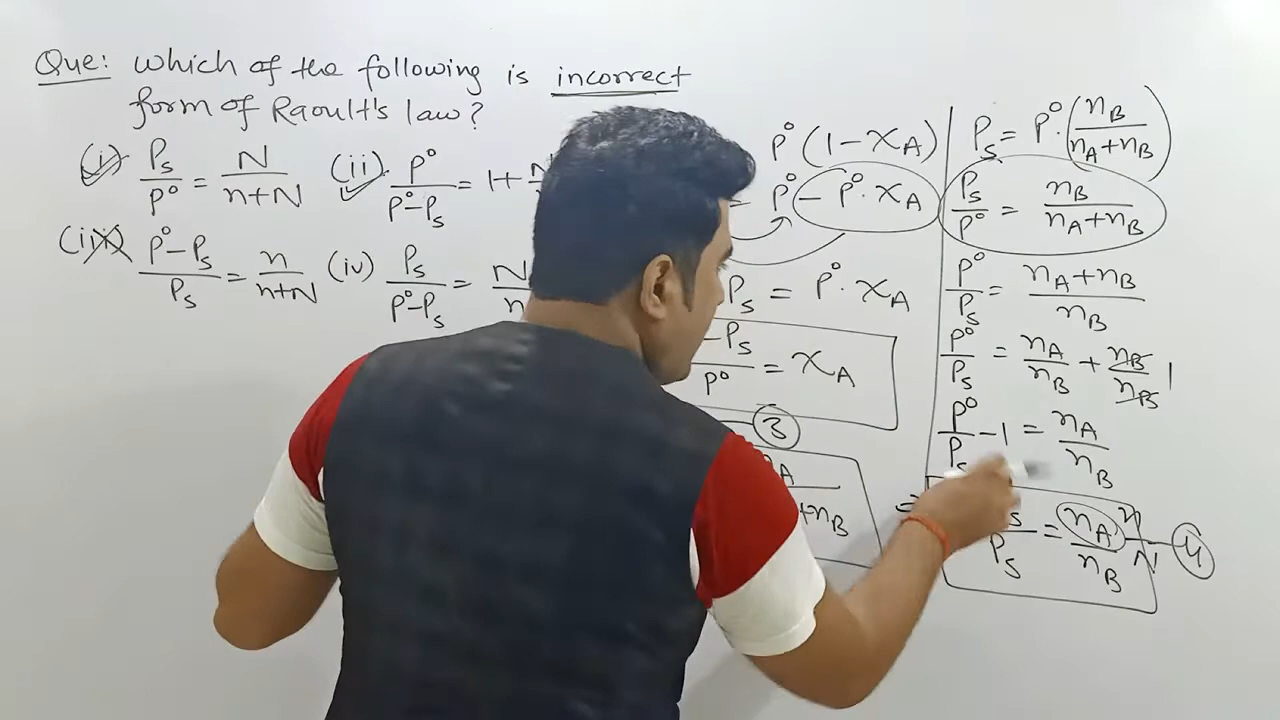 Que: Which of the following is incorrect
form of Raoult's law?
(i) Ps/P° = N/n+N (ii) P°/P°-Ps = 1+ N
(iii) P°-Ps/Ps = n/n+N (iv) Ps/P°-Ps = N/n
P°(1-xA)
P° - P°·xA
Ps = P°·xA
-Ps/P° = xA
3
nA/+nB
Ps = P°·(nB/nA+nB)
Ps/P° = nB/nA+nB
P°/Ps = nA+nB/nB
P°/Ps = nA/nB + nB/nB 1
P°/Ps -1 = nA/nB
s/Ps = nA/nB n/N 4